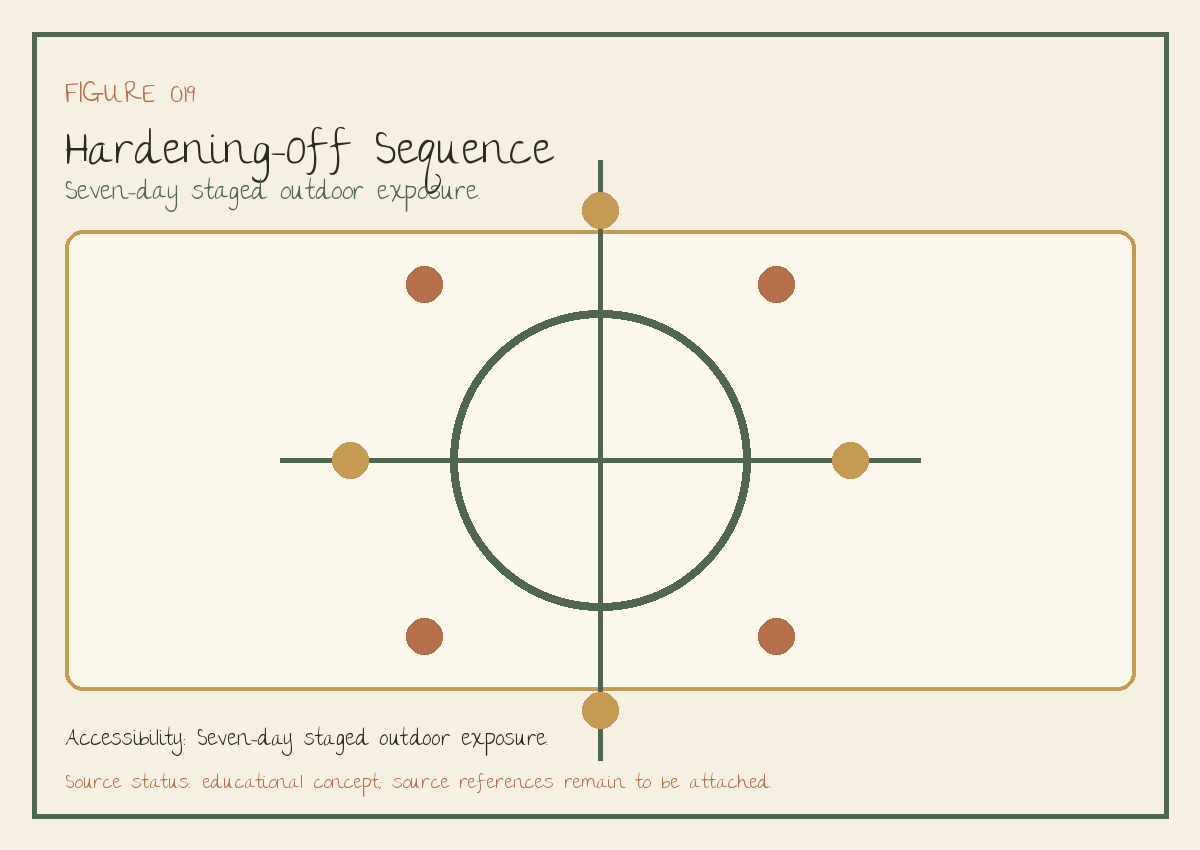 FIGURE 019
Hardening-off Sequence
Seven-day staged outdoor exposure.
Accessibility: Seven-day staged outdoor exposure.
Source status: educational concept; source references remain to be attached.